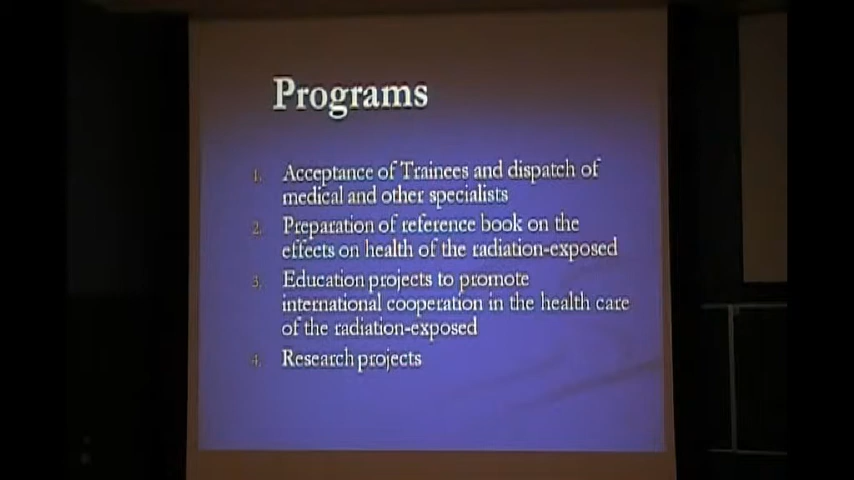 Programs
1. Acceptance of Trainees and dispatch of
medical and other specialists
2. Preparation of reference book on the
effects on health of the radiation-exposed
3. Education projects to promote
international cooperation in the health care
of the radiation-exposed
4. Research projects